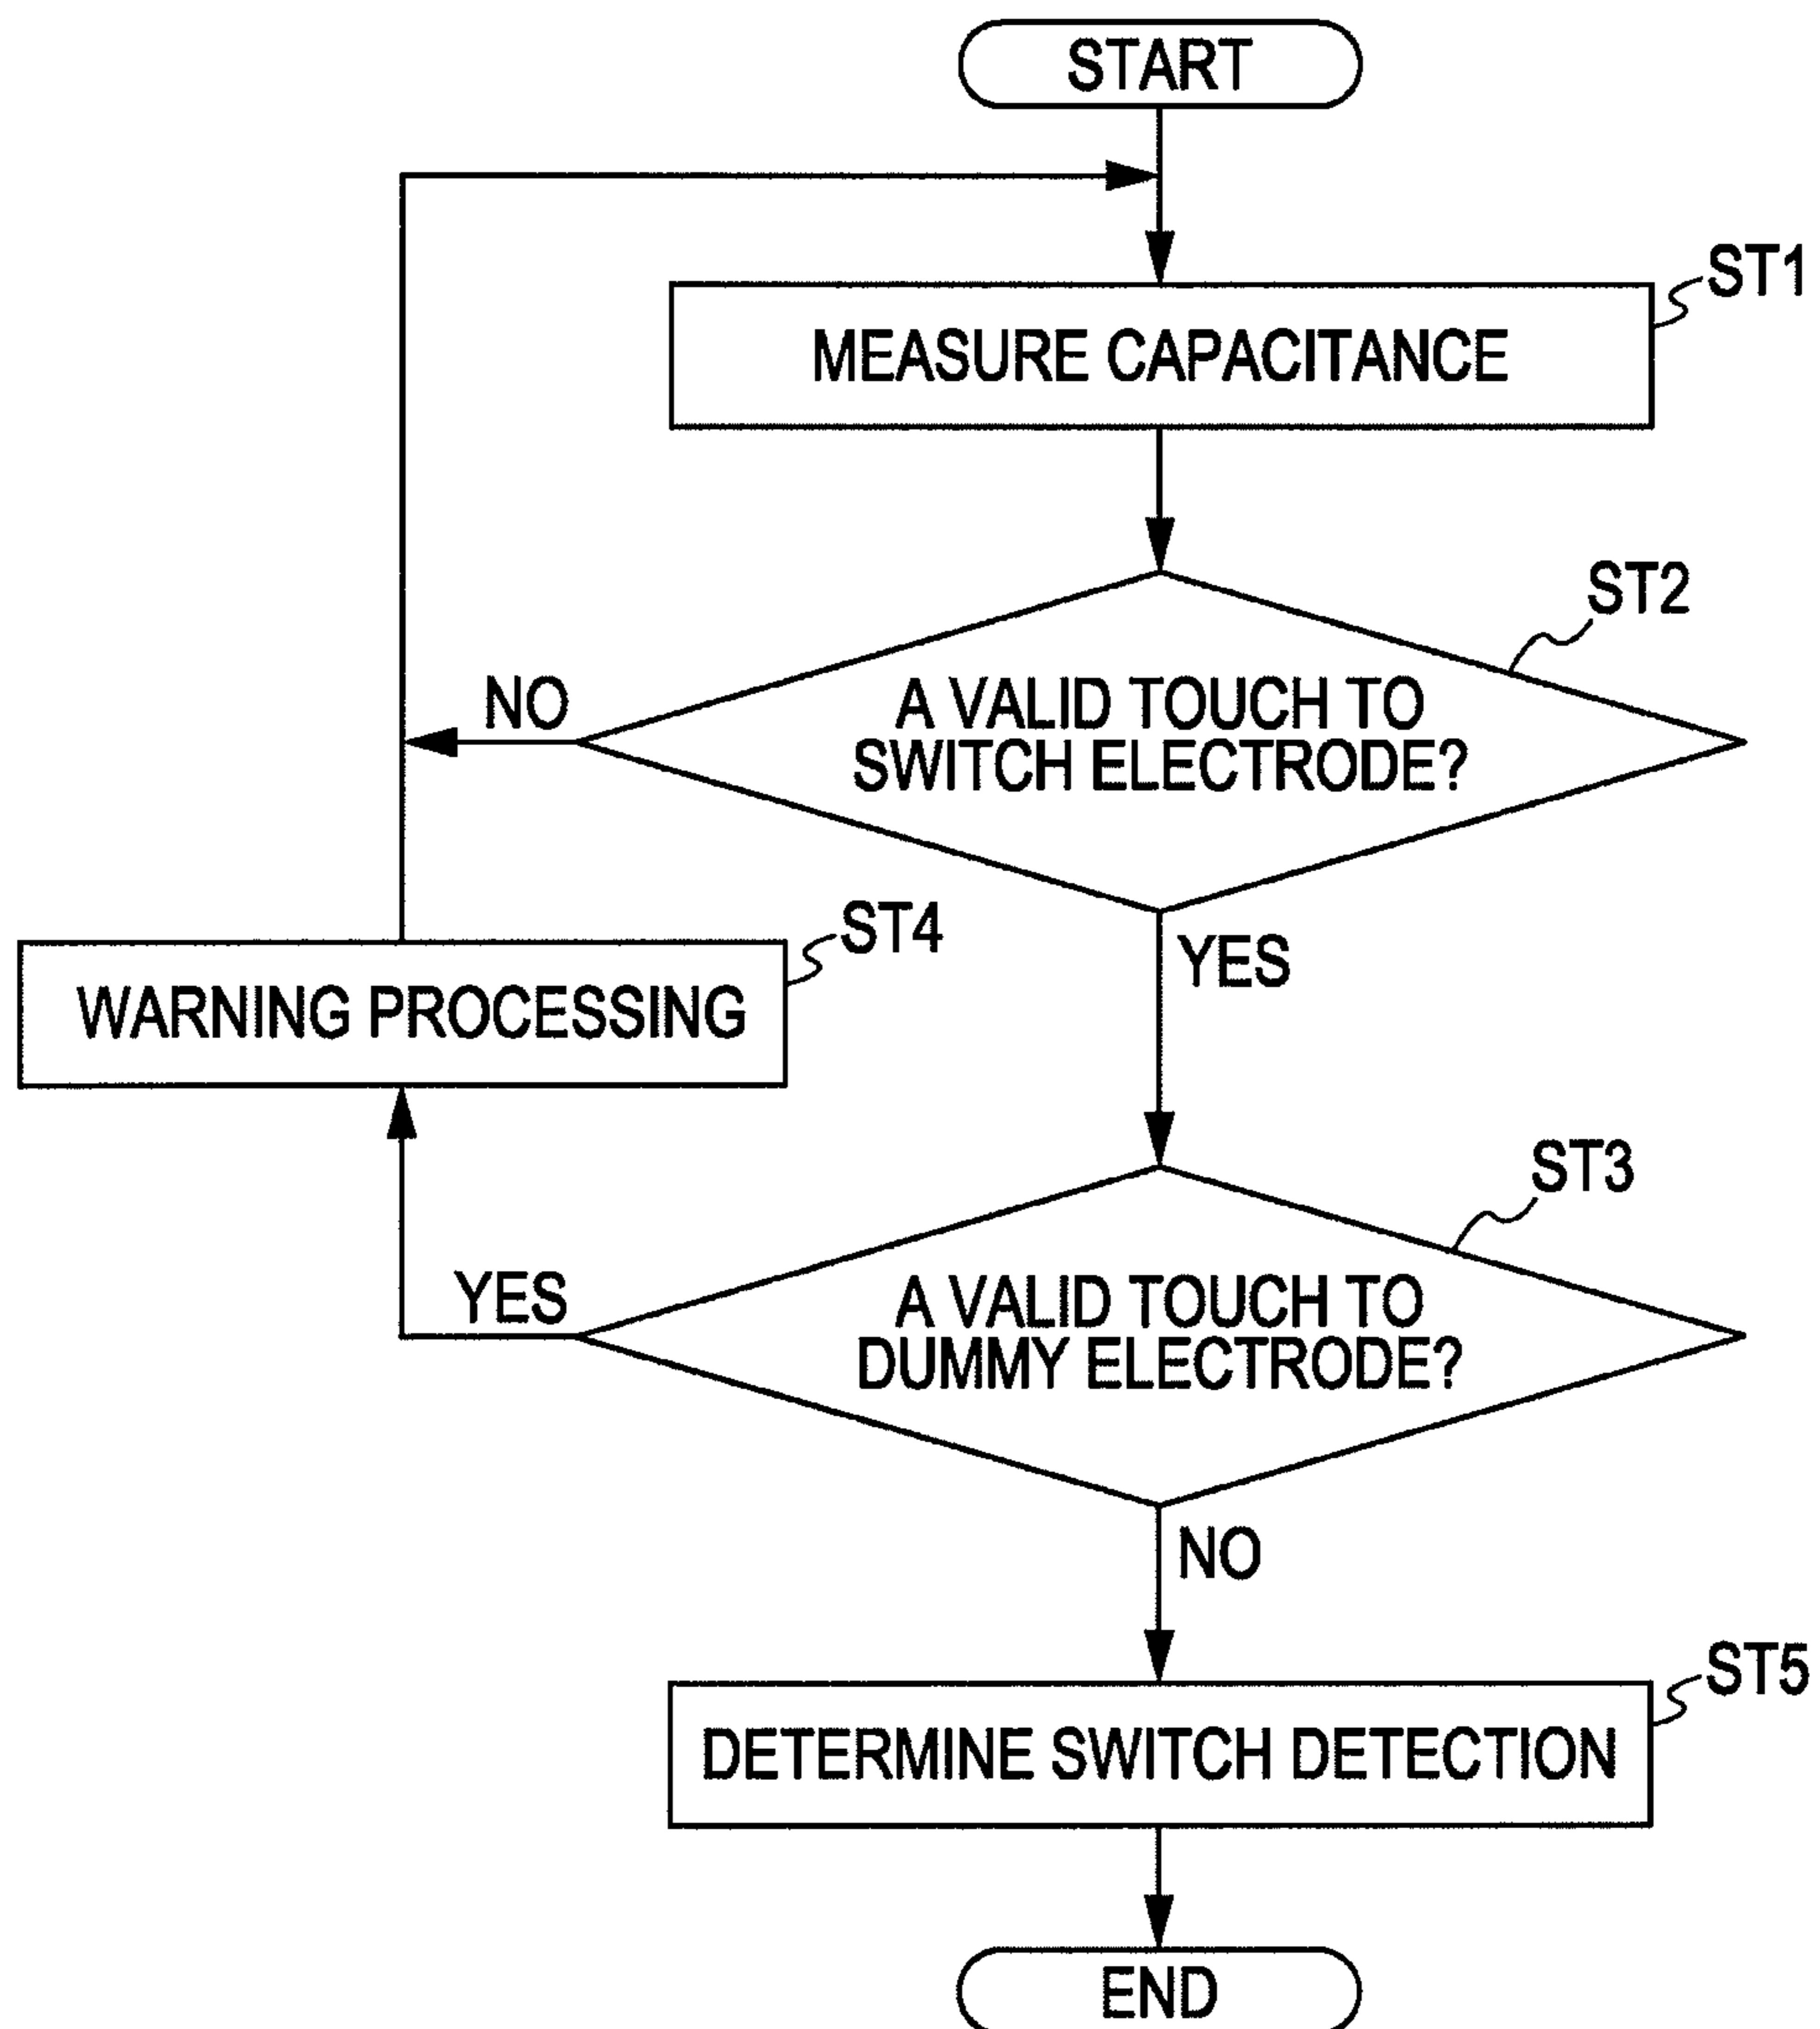 START
ST1
MEASURE CAPACITANCE
ST2
A VALID TOUCH TO
SWITCH ELECTRODE?
NO
YES
ST4
WARNING PROCESSING
ST3
A VALID TOUCH TO
DUMMY ELECTRODE?
YES
NO
ST5
DETERMINE SWITCH DETECTION
END